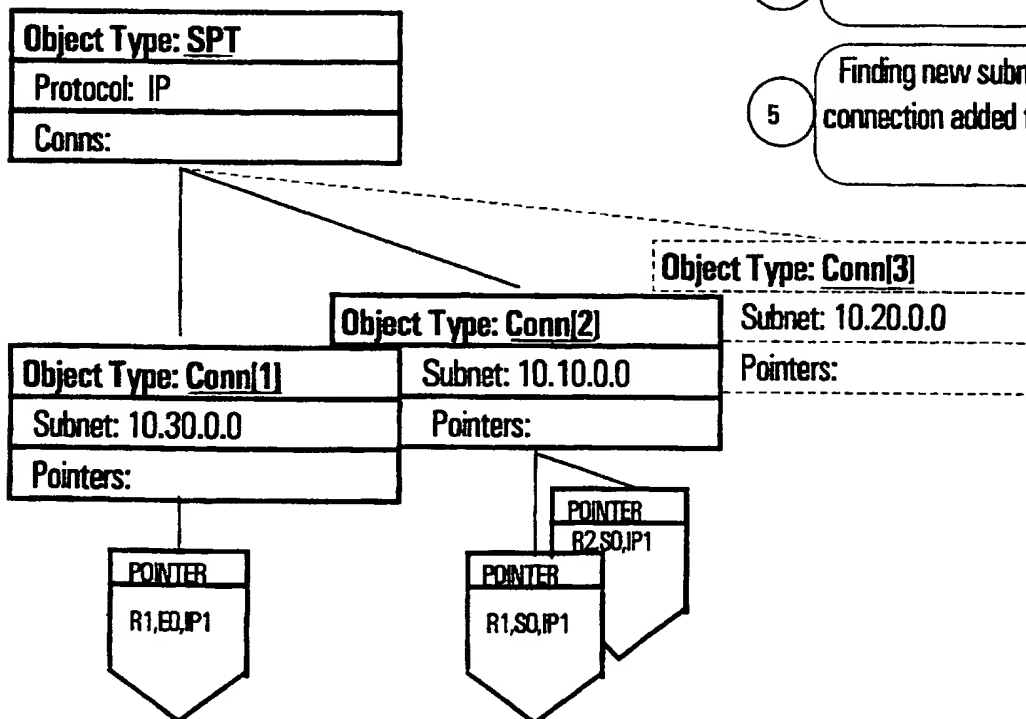 Object Type: SPT
Protocol: IP
Conns:
Finding new subn
5
connection added
Object Type: Conn[3]
Subnet: 10.20.0.0
Pointers:
Object Type: Conn[2]
Subnet: 10.10.0.0
Pointers:
Object Type: Conn[1]
Subnet: 10.30.0.0
Pointers:
POINTER
R2,S0,IP1
POINTER
R1,E0,IP1
POINTER
R1,S0,IP1